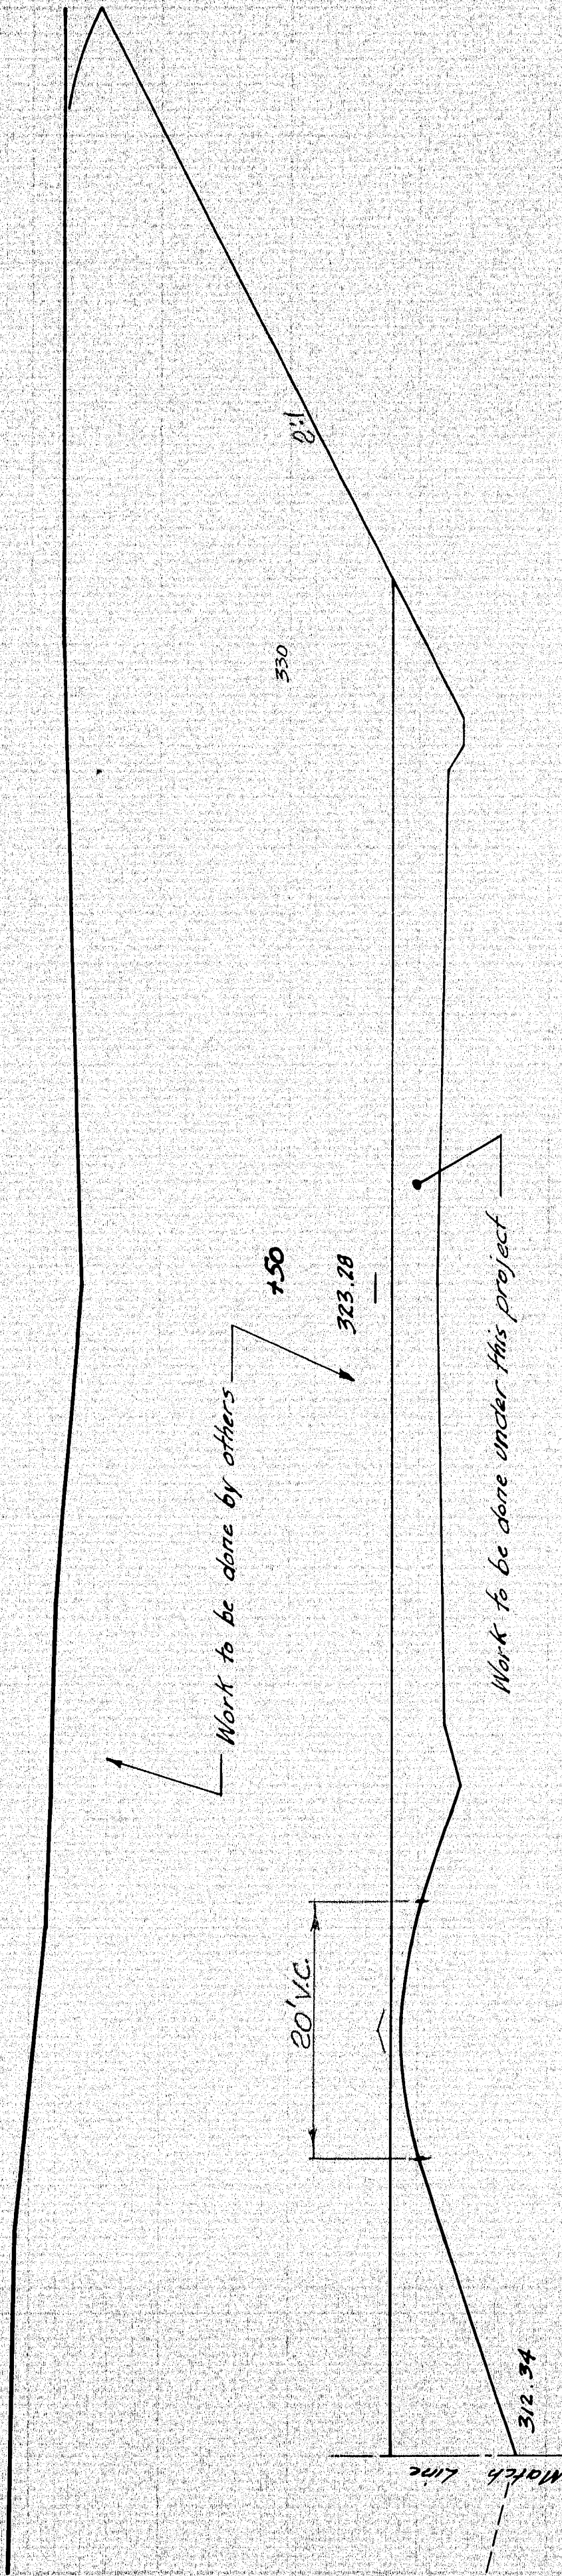 2:1
330
+50
323.28
Work to be done by others
Work to be done under this project
20' V.C.
312.34
Match Line